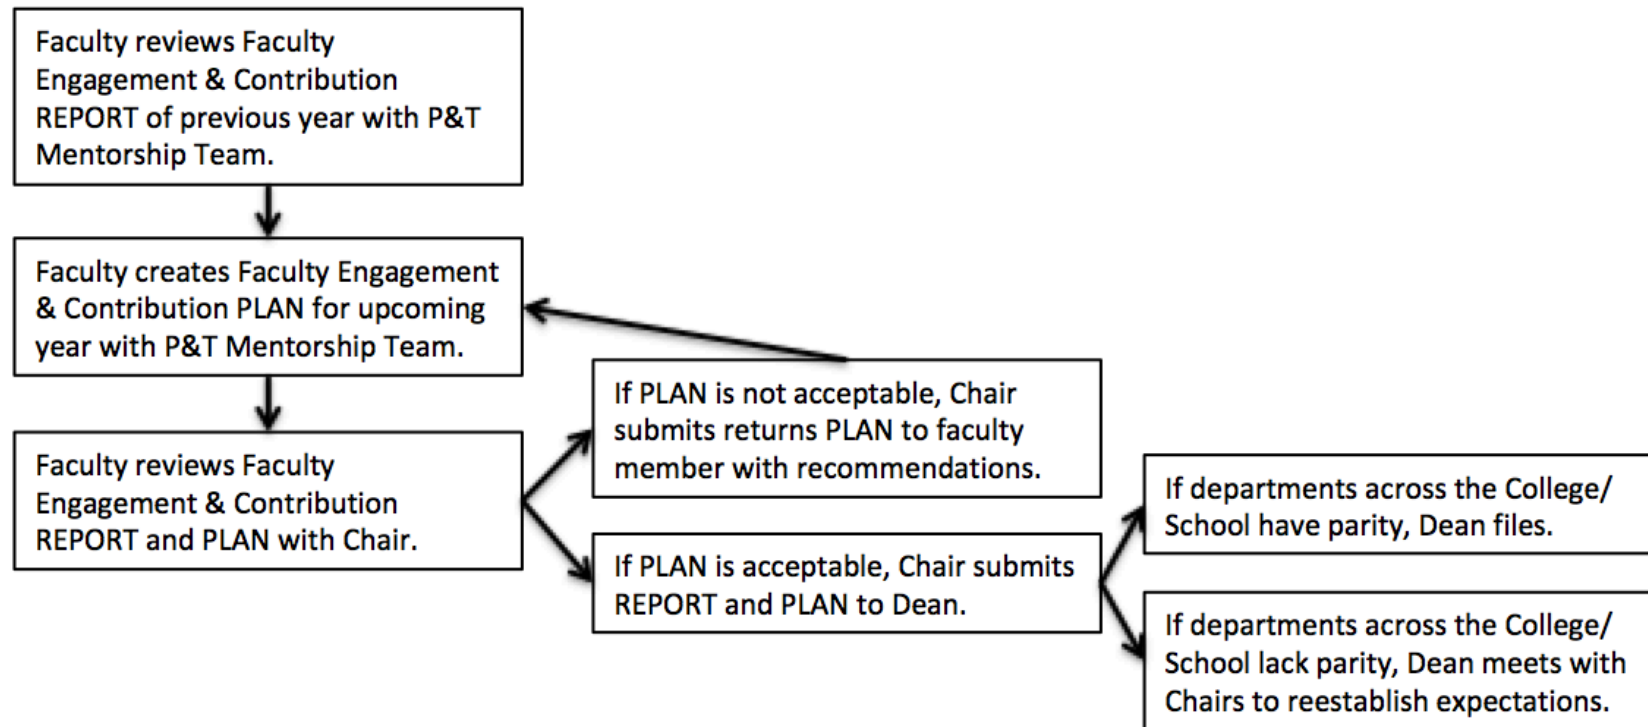 Faculty reviews Faculty
Engagement & Contribution
REPORT of previous year with P&T
Mentorship Team.
Faculty creates Faculty Engagement
& Contribution PLAN for upcoming
year with P&T Mentorship Team.
Faculty reviews Faculty
Engagement & Contribution
REPORT and PLAN with Chair.
If PLAN is not acceptable, Chair
submits returns PLAN to faculty
member with recommendations.
If PLAN is acceptable, Chair submits
REPORT and PLAN to Dean.
If departments across the College/
School have parity, Dean files.
If departments across the College/
School lack parity, Dean meets with
Chairs to reestablish expectations.